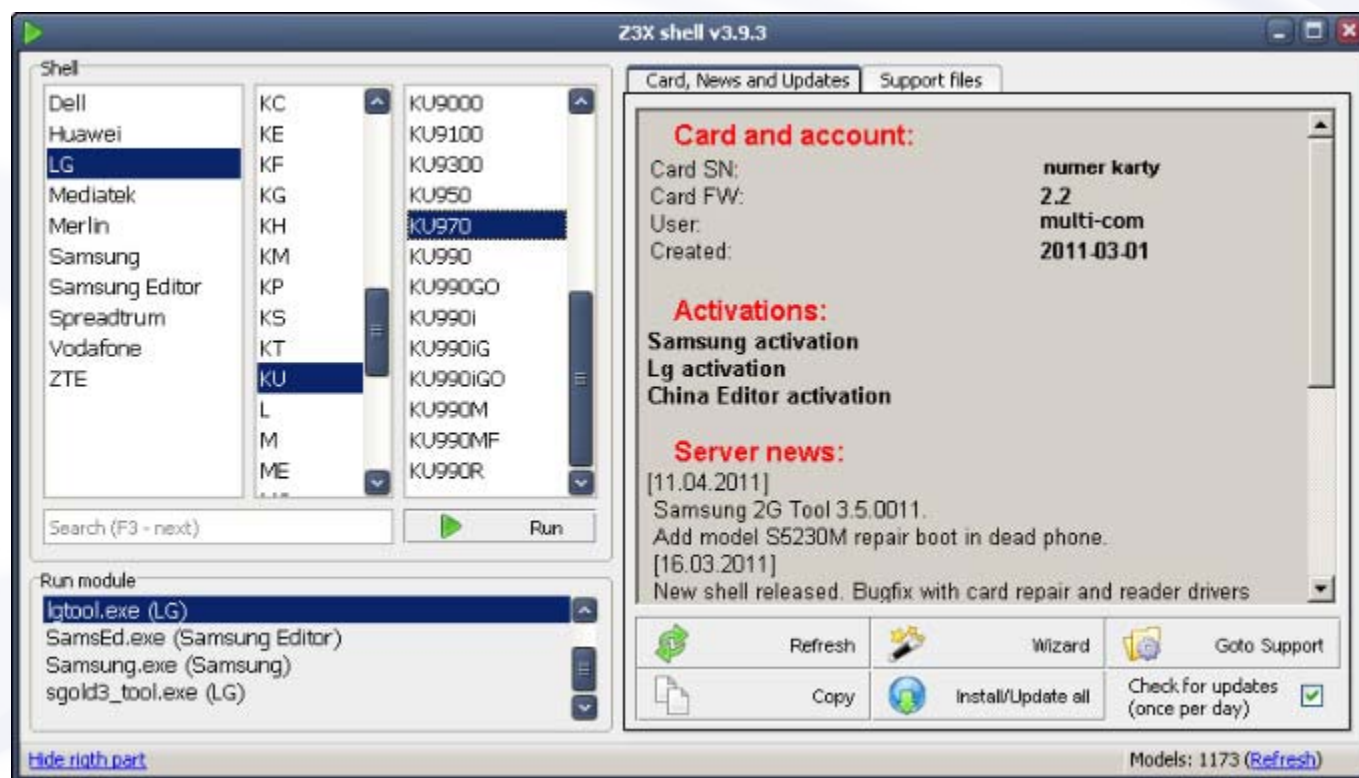 Z3X shell v3.9.3
Shell
Dell
Huawei
LG
Mediatek
Merlin
Samsung
Samsung Editor
Spreadtrum
Vodafone
ZTE
KC
KE
KF
KG
KH
KM
KP
KS
KT
KU
L
M
ME
KU9000
KU9100
KU9300
KU950
KU970
KU990
KU990GO
KU990i
KU990iG
KU990iGO
KU990M
KU990MF
KU990R
Search (F3 - next)
Run
Run module
lgtool.exe (LG)
SamsEd.exe (Samsung Editor)
Samsung.exe (Samsung)
sgold3_tool.exe (LG)
Card, News and Updates
Support files
Card and account:
Card SN: numer karty
Card FW: 2.2
User: multi-com
Created: 2011-03-01
Activations:
Samsung activation
Lg activation
China Editor activation
Server news:
[11.04.2011]
Samsung 2G Tool 3.5.0011.
Add model S5230M repair boot in dead phone.
[16.03.2011]
New shell released. Bugfix with card repair and reader drivers
Refresh
Wizard
Goto Support
Copy
Install/Update all
Check for updates
(once per day)
Hide rigth part
Models: 1173 (Refresh)